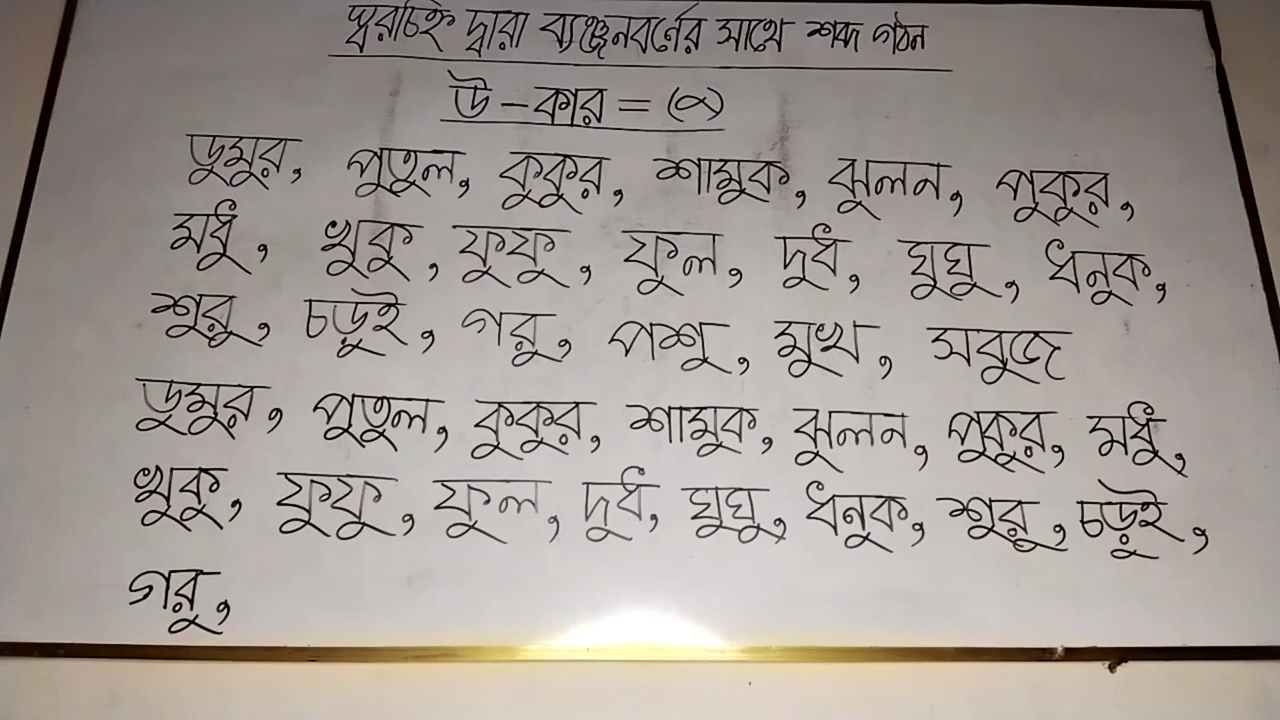 স্বরচিহ্ন দ্বারা ব্যঞ্জনবর্ণের সাথে শব্দ গঠন
উ - কার = (ু)
ডুমুর, পুতুল, কুকুর, শামুক, ঝুলন, পুকুর,
মধু, খুকু, ফুফু, ফুল, দুধ, ঘুঘু, ধনুক,
শুরু, চড়ুই, গরু, পশু, মুখ, সবুজ
ডুমুর, পুতুল, কুকুর, শামুক, ঝুলন, পুকুর, মধু,
খুকু, ফুফু, ফুল, দুধ, ঘুঘু, ধনুক, শুরু, চড়ুই,
গরু,